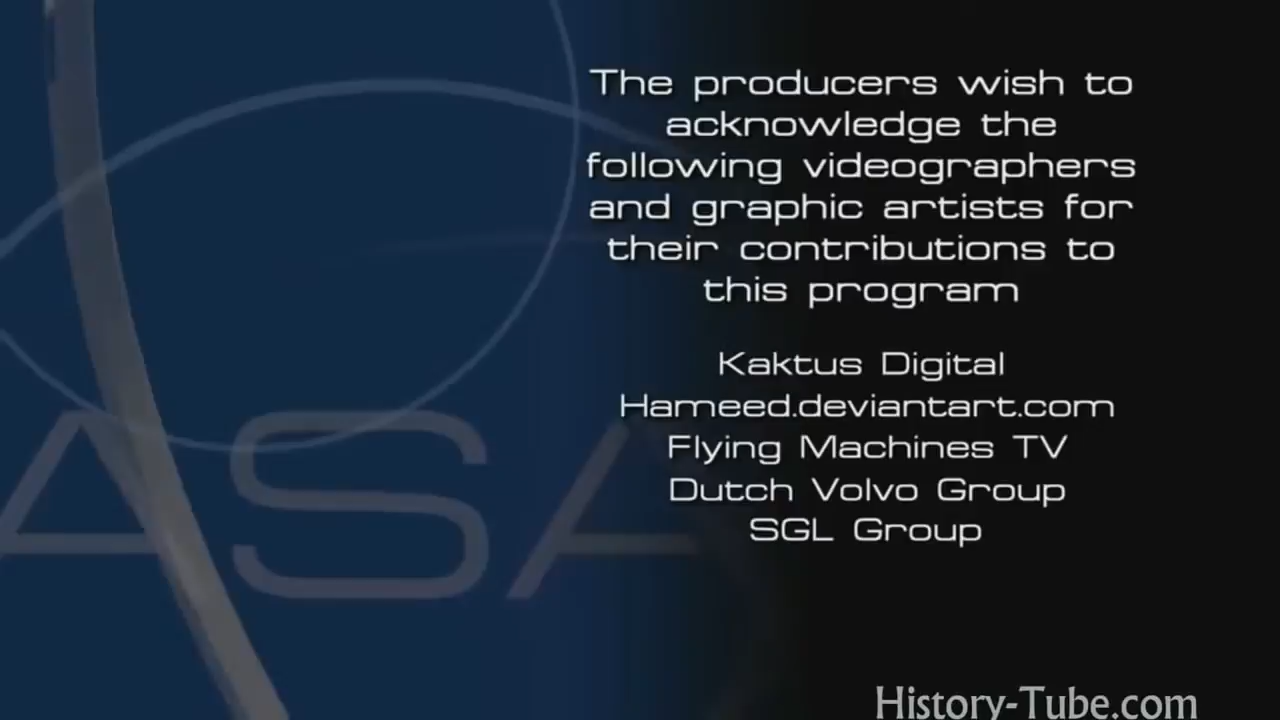 The producers wish to
acknowledge the
following videographers
and graphic artists for
their contributions to
this program
Kaktus Digital
Hameed.deviantart.com
Flying Machines TV
Dutch Volvo Group
SGL Group
ASA
History-Tube.com